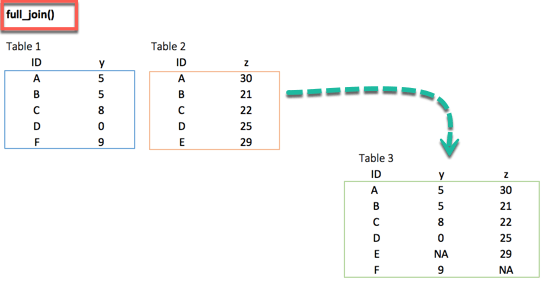 full_join()
Table 1 Table 2
ID y ID z
A 5 A 30
B 5 B 21
C 8 C 22
D 0 D 25
F 9 E 29
Table 3
ID y z
A 5 30
B 5 21
C 8 22
D 0 25
E NA 29
F 9 NA